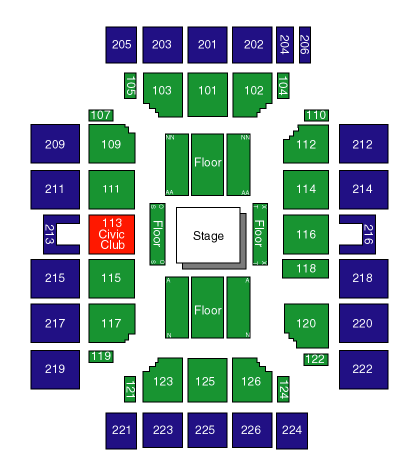 205 203 201 202 204 206
105 103 101 102 104
107 110
109 112
209 212
NN NN
Floor
AA AA
211 111 114 214
O X
S T
Floor Floor
S T
O X
213 113 Civic Club Stage 116 216
215 115 118 218
A A
Floor
N N
217 117 120 220
219 119 122 222
121 123 125 126 124
221 223 225 226 224